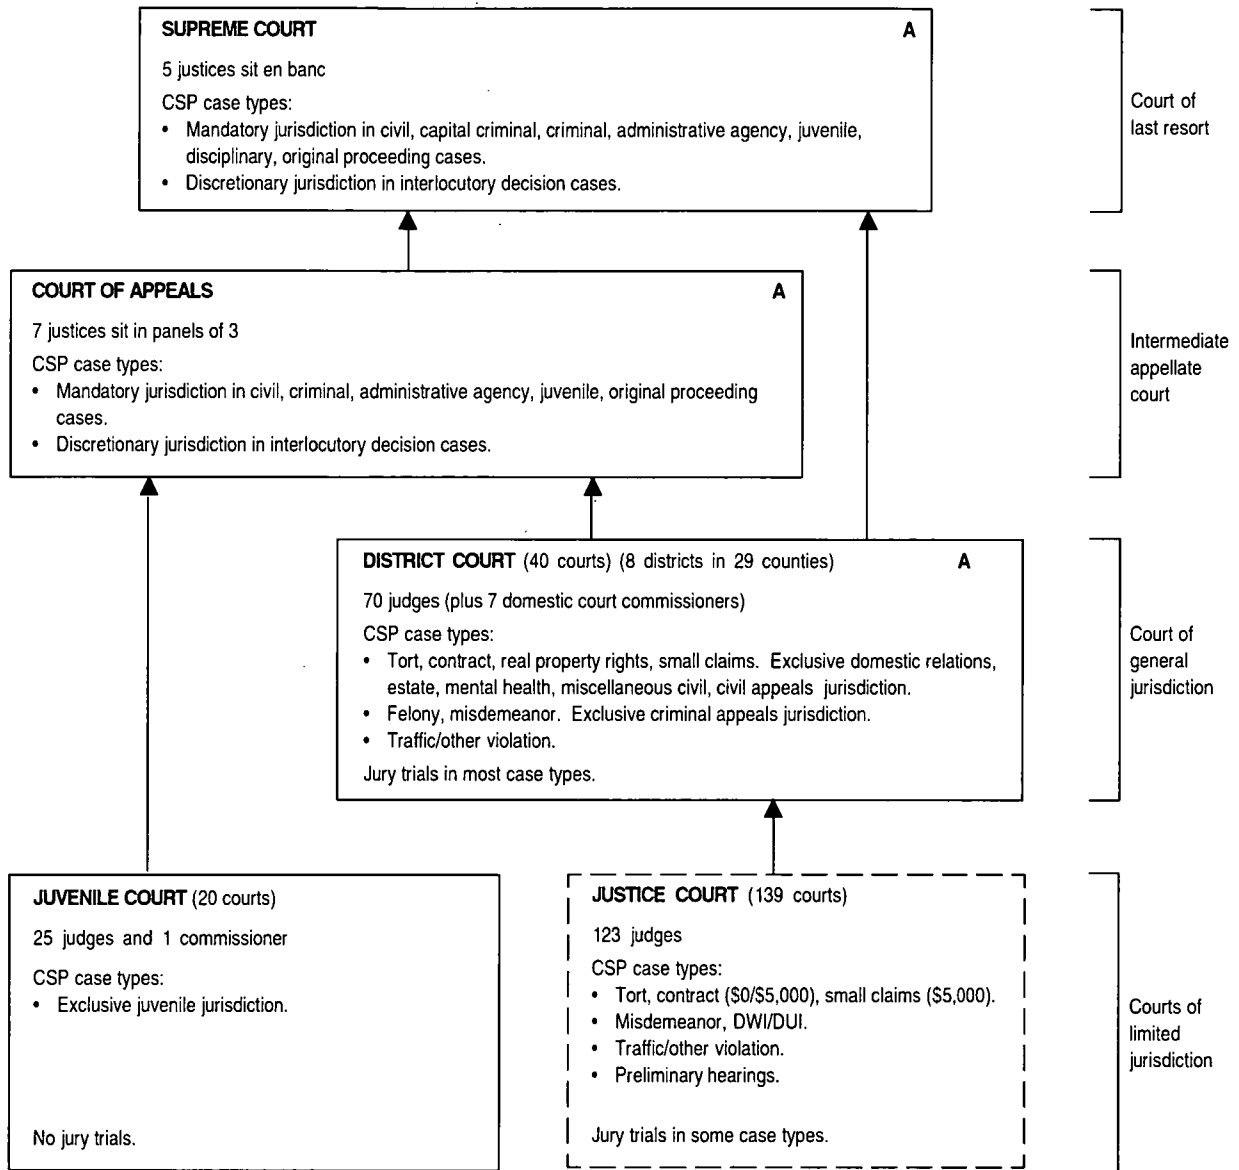 SUPREME COURT A
5 justices sit en banc
CSP case types:
• Mandatory jurisdiction in civil, capital criminal, criminal, administrative agency, juvenile,
disciplinary, original proceeding cases.
• Discretionary jurisdiction in interlocutory decision cases.
Court of
last resort
COURT OF APPEALS A
7 justices sit in panels of 3
CSP case types:
• Mandatory jurisdiction in civil, criminal, administrative agency, juvenile, original proceeding
cases.
• Discretionary jurisdiction in interlocutory decision cases.
Intermediate
appellate
court
DISTRICT COURT (40 courts) (8 districts in 29 counties) A
70 judges (plus 7 domestic court commissioners)
CSP case types:
• Tort, contract, real property rights, small claims. Exclusive domestic relations,
estate, mental health, miscellaneous civil, civil appeals jurisdiction.
• Felony, misdemeanor. Exclusive criminal appeals jurisdiction.
• Traffic/other violation.
Jury trials in most case types.
Court of
general
jurisdiction
JUVENILE COURT (20 courts)
25 judges and 1 commissioner
CSP case types:
• Exclusive juvenile jurisdiction.
No jury trials.
JUSTICE COURT (139 courts)
123 judges
CSP case types:
• Tort, contract ($0/$5,000), small claims ($5,000).
• Misdemeanor, DWI/DUI.
• Traffic/other violation.
• Preliminary hearings.
Jury trials in some case types.
Courts of
limited
jurisdiction